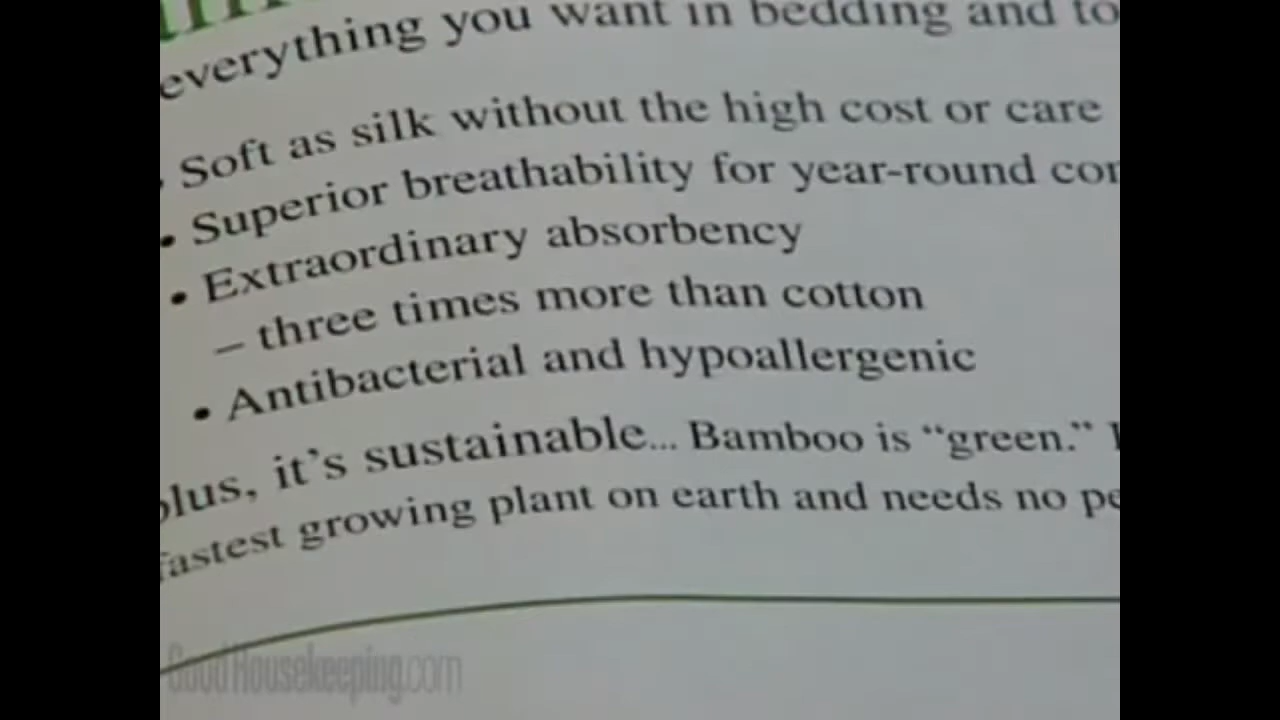 everything you want in bedding and to
• Soft as silk without the high cost or care
• Superior breathability for year-round con
• Extraordinary absorbency
– three times more than cotton
• Antibacterial and hypoallergenic
plus, it's sustainable... Bamboo is “green.”
fastest growing plant on earth and needs no pe
GoodHousekeeping.com